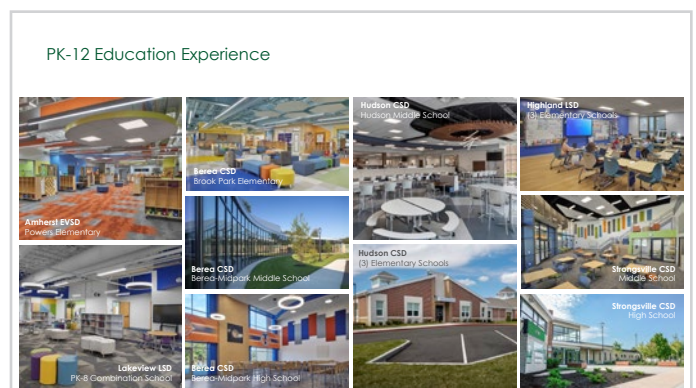 PK-12 Education Experience
Amherst EVSD
Powers Elementary
Lakeview LSD
PK-8 Combination School
Berea CSD
Brook Park Elementary
Berea CSD
Berea-Midpark Middle School
Berea CSD
Berea-Midpark High School
Hudson CSD
Hudson Middle School
Hudson CSD
(3) Elementary Schools
Highland LSD
(3) Elementary Schools
Strongsville CSD
Middle School
Strongsville CSD
High School